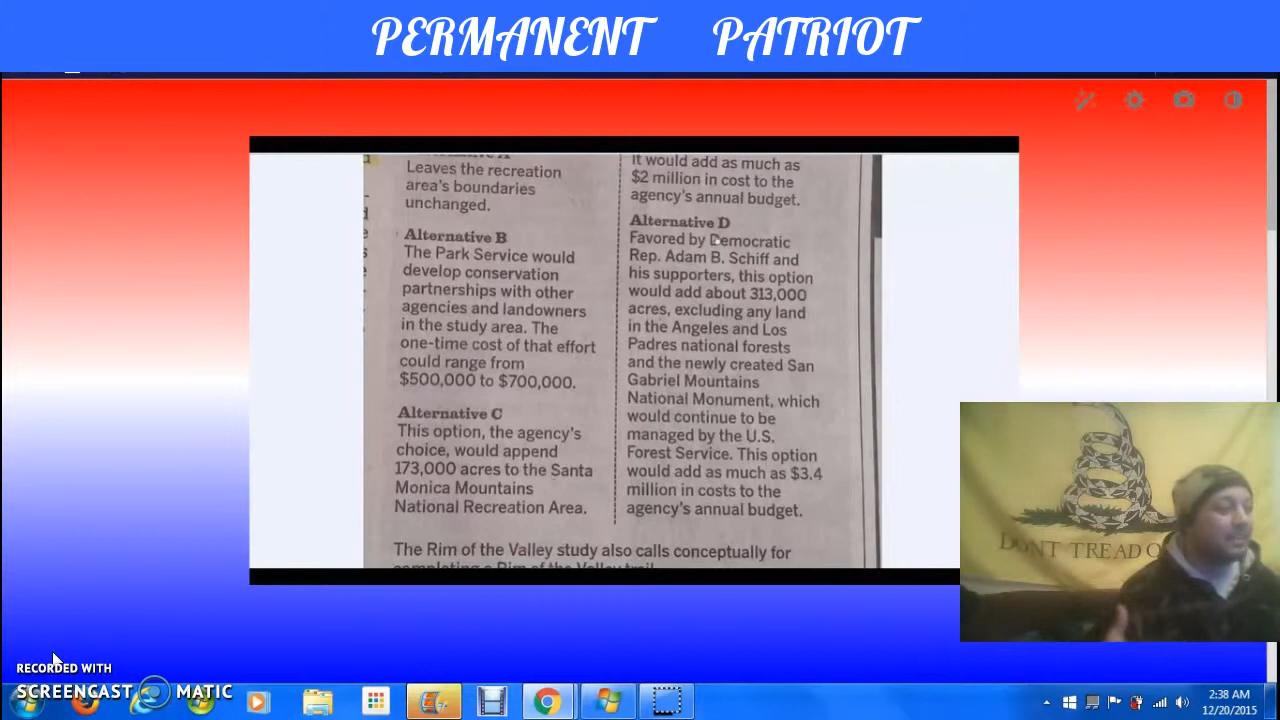 PERMANENT PATRIOT
Leaves the recreation
area's boundaries
unchanged.
Alternative B
The Park Service would
develop conservation
partnerships with other
agencies and landowners
in the study area. The
one-time cost of that effort
could range from
$500,000 to $700,000.
Alternative C
This option, the agency's
choice, would append
173,000 acres to the Santa
Monica Mountains
National Recreation Area.
It would add as much as
$2 million in cost to the
agency's annual budget.
Alternative D
Favored by Democratic
Rep. Adam B. Schiff and
his supporters, this option
would add about 313,000
acres, excluding any land
in the Angeles and Los
Padres national forests
and the newly created San
Gabriel Mountains
National Monument, which
would continue to be
managed by the U.S.
Forest Service. This option
would add as much as $3.4
million in costs to the
agency's annual budget.
The Rim of the Valley study also calls conceptually for
DON'T TREAD O
RECORDED WITH
SCREENCAST MATIC
2:38 AM
12/20/2015